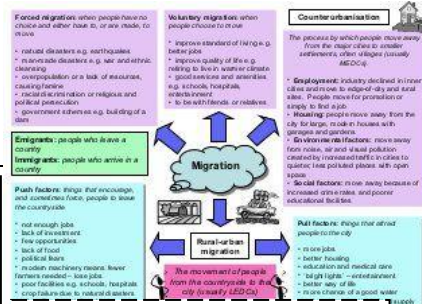 Forced migration: when people have no
choice and either have to, or are made, to
move
• natural disasters e.g. earthquakes
• man-made disasters e.g. war and ethnic
cleansing
• overpopulation or a lack of resources,
causing famine
• racial discrimination or religious and
political persecution
• government schemes e.g. building of a
dam
Voluntary migration: when
people choose to move
• improve standard of living e.g.
better jobs
• improve quality of life e.g.
retiring to live in warmer climate
• good services and amenities
e.g. schools, hospitals,
entertainment
• to be with friends or relatives
Counterurbanisation
The process by which people move away
from the major cities to smaller
settlements, often villages (usually
MEDCs).
• Employment: industry declined in inner
cities and move to edge-of-city and rural
sites. People move for promotion or
simply to find a job
• Housing: people move away from the
city for large, modern houses with
garages and gardens.
• Environmental factors: move away
from noise, air and visual pollution
created by increased traffic in cities to
quieter, less polluted places with open
space
• Social factors: move away because of
increased crime rates and poorer
educational facilities.
Emigrants: people who leave a
country
Immigrants: people who arrive in a
country
Migration
Push factors: things that encourage,
and sometimes force, people to leave
the countryside
• not enough jobs
• lack of investment
• few opportunities
• lack of food
• political fears
• modern machinery means fewer
farmers needed – lose jobs
• poor facilities e.g. schools, hospitals
• crop failure due to natural disasters
Rural-urban
migration
The movement of people
from the countryside to the
city (usually LEDCs)
Pull factors: things that attract
people to the city
• more jobs
• better housing
• education and medical care
• 'bright lights' – entertainment
• better way of life
• more chance of a good water
supply